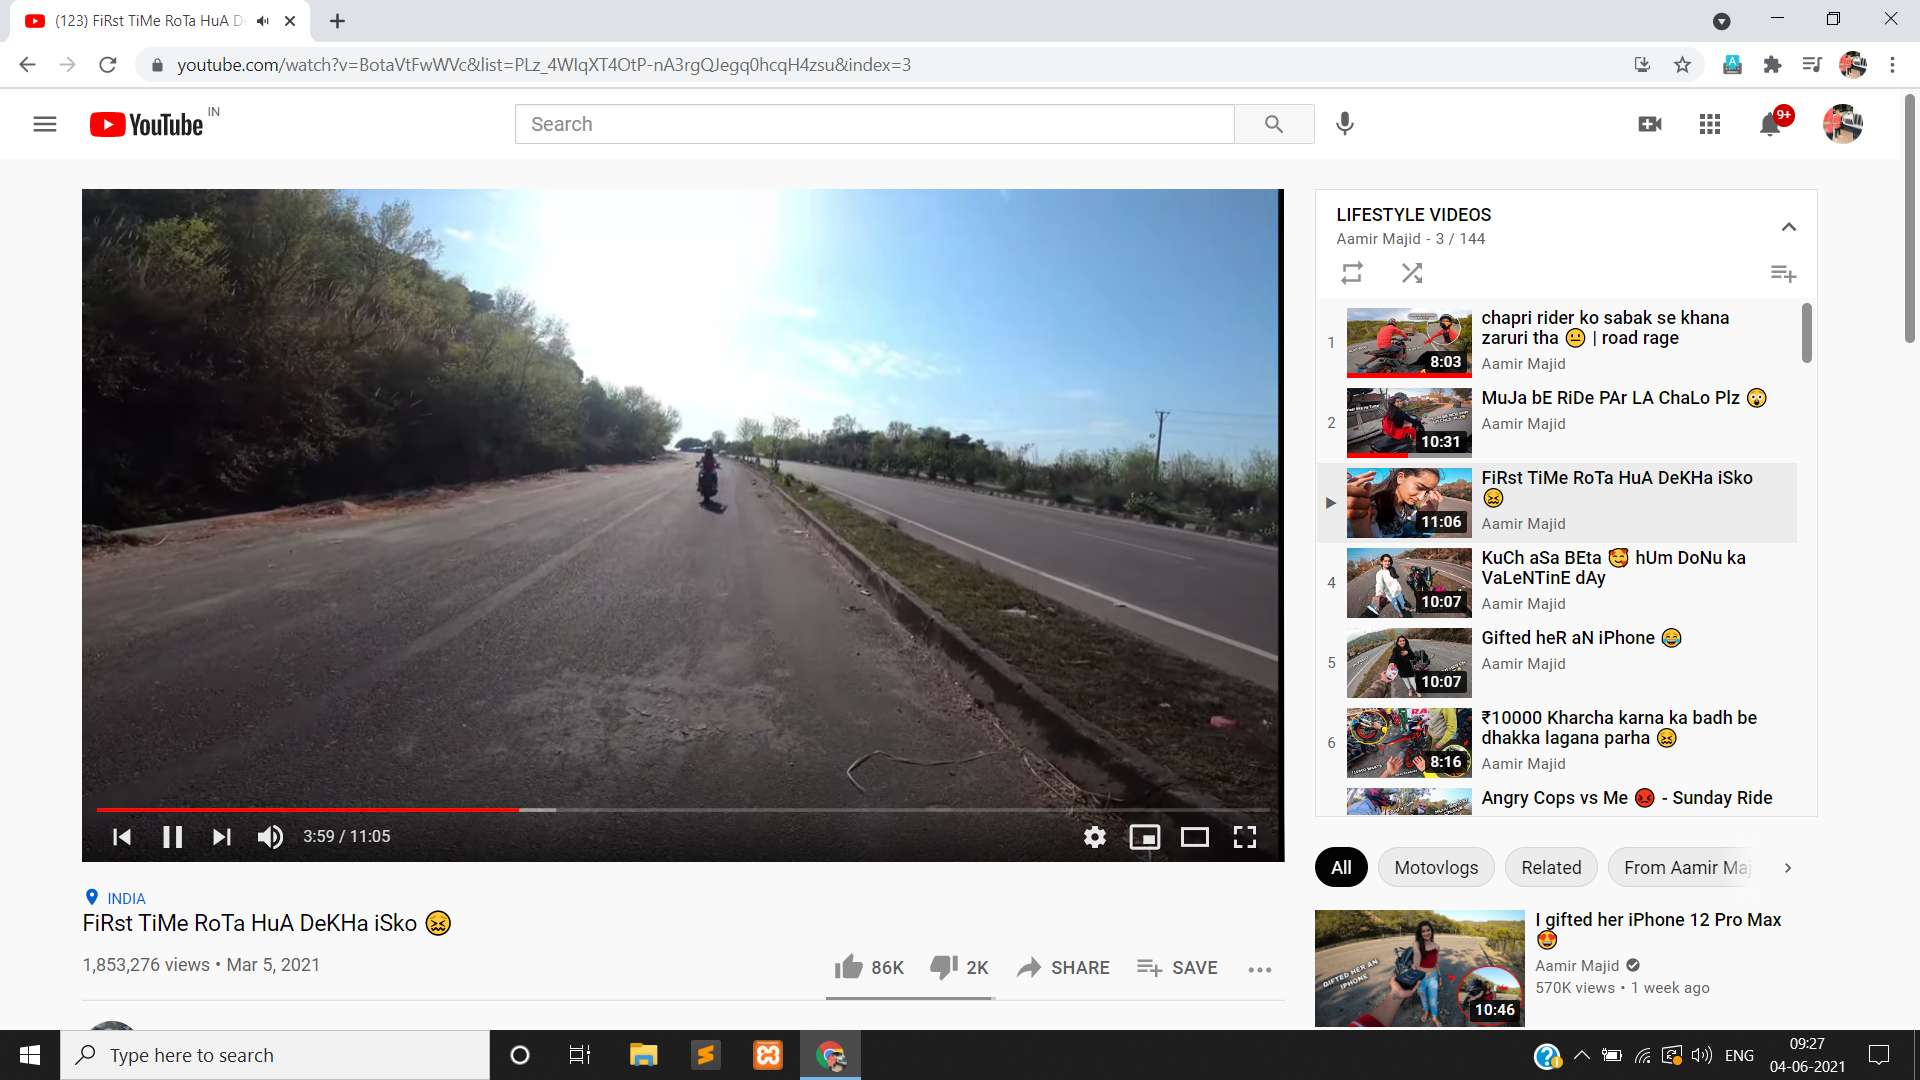 (123) FiRst TiMe RoTa HuA De
youtube.com/watch?v=BotaVtFwWVc&list=PLz_4WlqXT4OtP-nA3rgQJegq0hcqH4zsu&index=3
YouTube IN
Search
9+
LIFESTYLE VIDEOS
Aamir Majid - 3 / 144
1
chapri rider ko sabak se khana
zaruri tha 😐 | road rage
8:03
Aamir Majid
2
MuJa bE RiDe PAr LA ChaLo Plz 😲
10:31
Aamir Majid
FiRst TiMe RoTa HuA DeKHa iSko
😖
11:06
Aamir Majid
4
KuCh aSa BEta 🥰 hUm DoNu ka
VaLeNTinE dAy
10:07
Aamir Majid
5
Gifted heR aN iPhone 😂
10:07
Aamir Majid
6
₹10000 Kharcha karna ka badh be
dhakka lagana parha 😖
8:16
Aamir Majid
Angry Cops vs Me 😡 - Sunday Ride
3:59 / 11:05
INDIA
FiRst TiMe RoTa HuA DeKHa iSko 😖
1,853,276 views • Mar 5, 2021
86K
2K
SHARE
SAVE
All
Motovlogs
Related
From Aamir Maj
GIFTED HER AN
IPHONE
10:46
I gifted her iPhone 12 Pro Max
😍
Aamir Majid
570K views • 1 week ago
Type here to search
ENG
09:27
04-06-2021